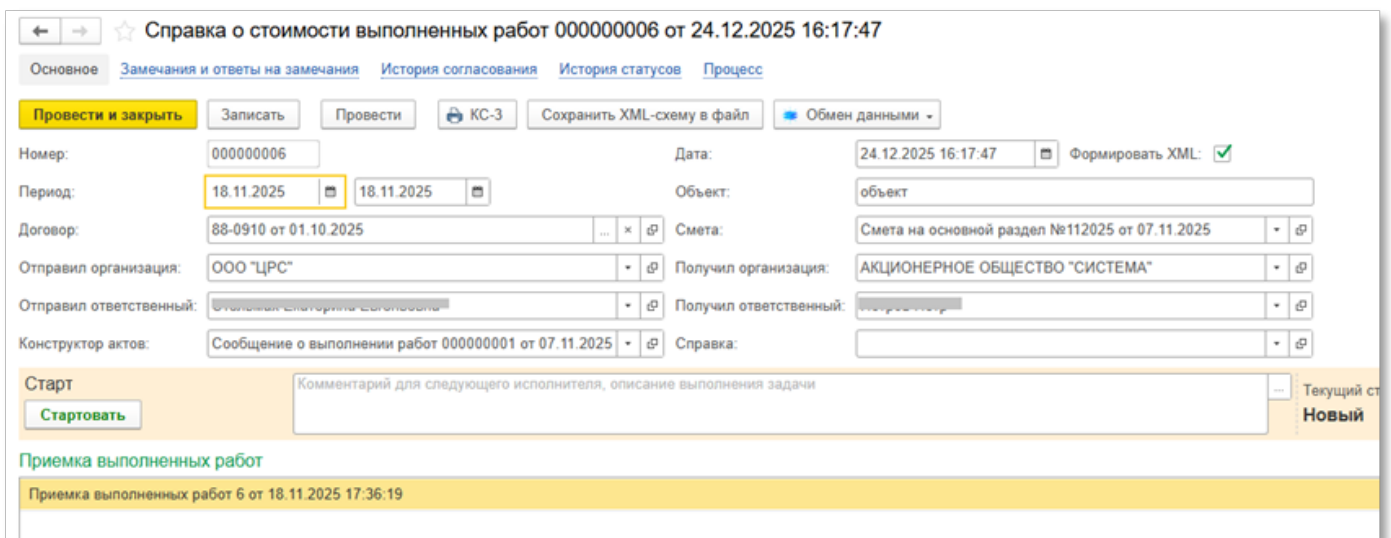 Справка о стоимости выполненных работ 000000006 от 24.12.2025 16:17:47
Основное Замечания и ответы на замечания История согласования История статусов Процесс
Провести и закрыть Записать Провести КС-3 Сохранить XML-схему в файл Обмен данными
Номер: 000000006 Дата: 24.12.2025 16:17:47 Формировать XML:
Период: 18.11.2025 18.11.2025 Объект: объект
Договор: 88-0910 от 01.10.2025 ... × Смета: Смета на основной раздел №112025 от 07.11.2025
Отправил организация: ООО "ЦРС" Получил организация: АКЦИОНЕРНОЕ ОБЩЕСТВО "СИСТЕМА"
Отправил ответственный: Получил ответственный:
Конструктор актов: Сообщение о выполнении работ 000000001 от 07.11.2025 Справка:
Старт Комментарий для следующего исполнителя, описание выполнения задачи ... Текущий ст
Стартовать Новый
Приемка выполненных работ
Приемка выполненных работ 6 от 18.11.2025 17:36:19